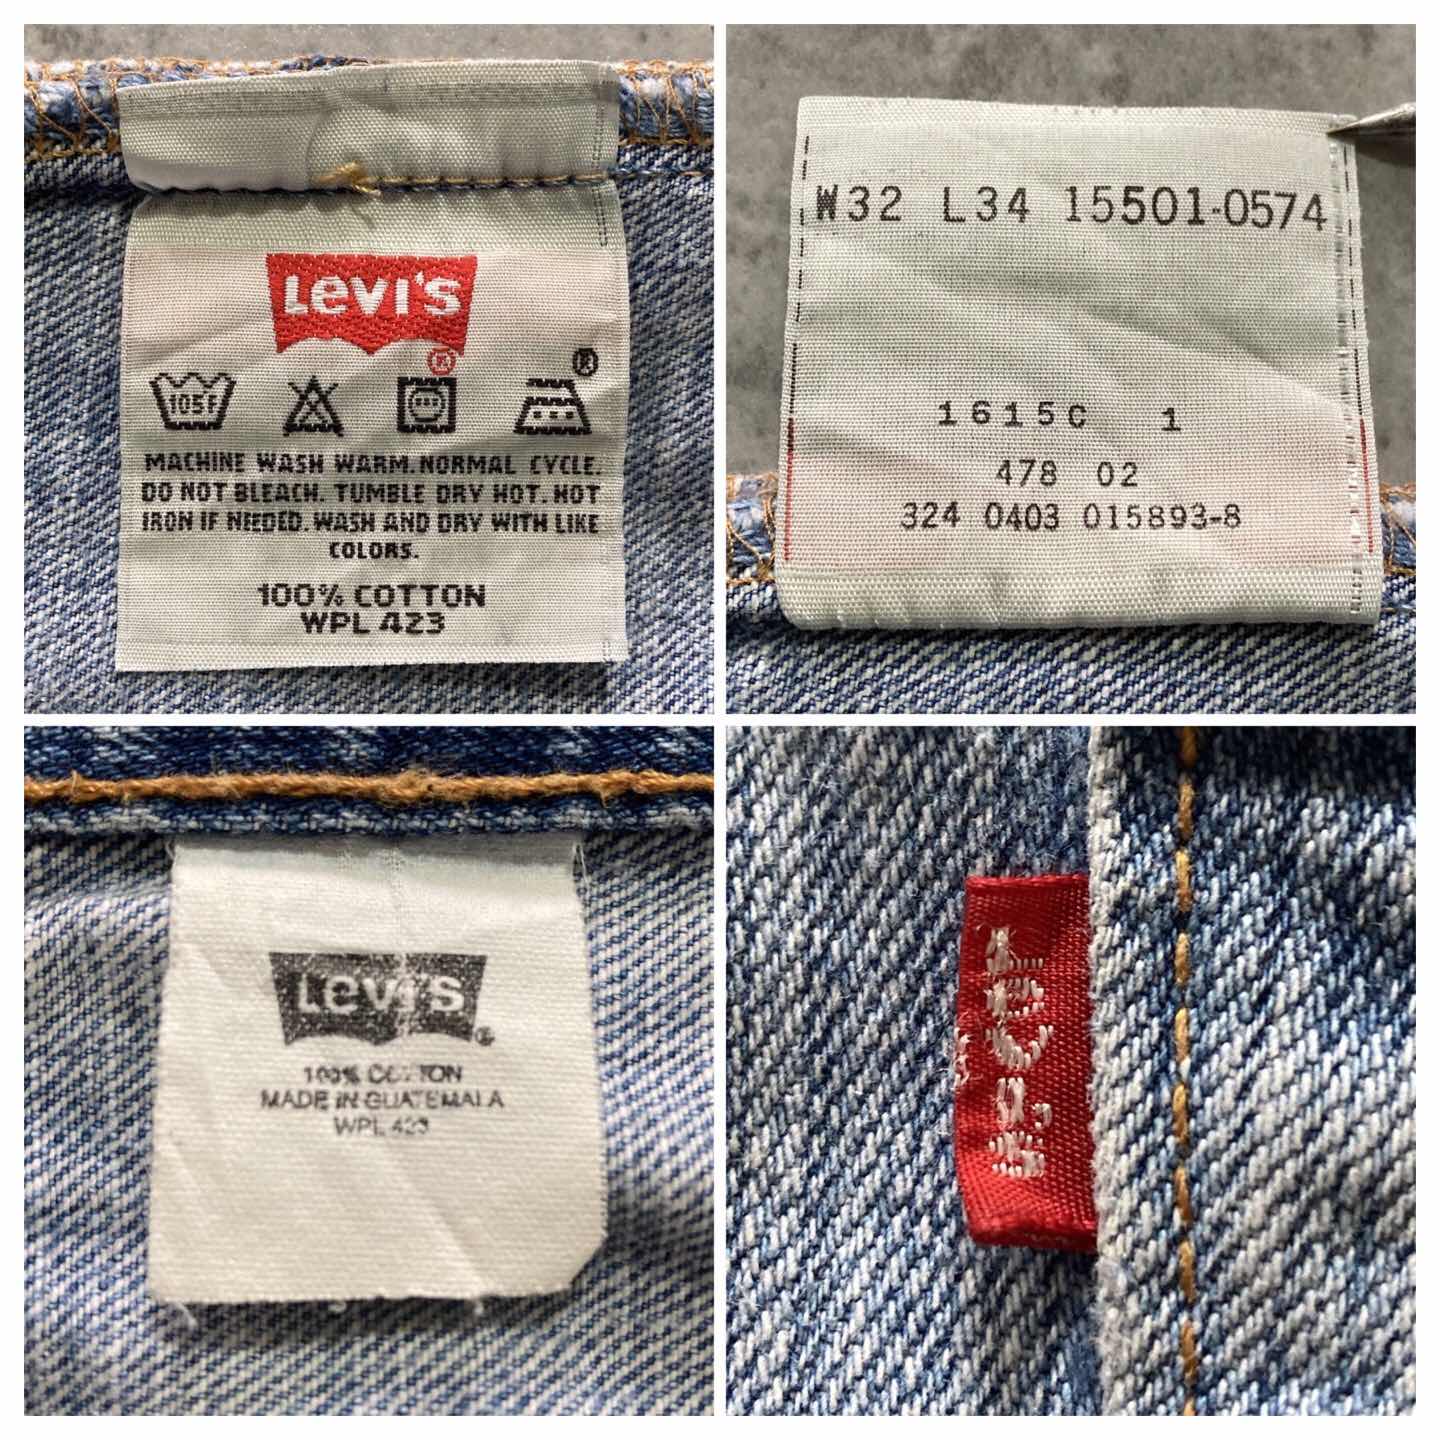 Levi's
®
®
105F
MACHINE WASH WARM. NORMAL CYCLE.
DO NOT BLEACH. TUMBLE DRY HOT. HOT
IRON IF NEEDED. WASH AND DRY WITH LIKE
COLORS.
100% COTTON
WPL 423
W32 L34 15501-0574
1615C 1
478 02
324 0403 015893-8
Levi's
®
100% COTTON
MADE IN GUATEMALA
WPL 423
LEVI'S